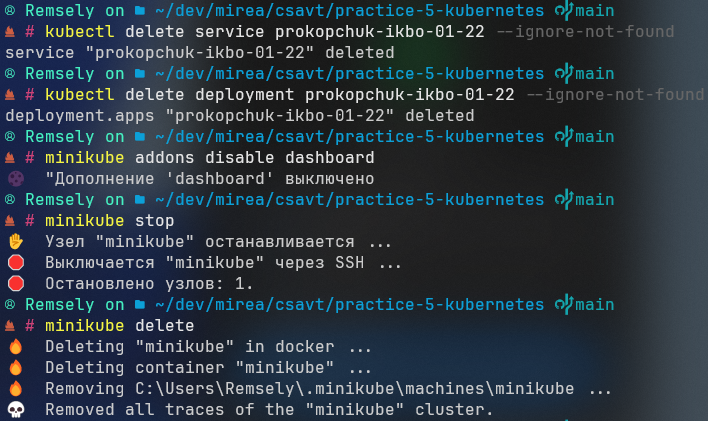 Remsely on ~/dev/mirea/csavt/practice-5-kubernetes main
# kubectl delete service prokopchuk-ikbo-01-22 --ignore-not-found
service "prokopchuk-ikbo-01-22" deleted
Remsely on ~/dev/mirea/csavt/practice-5-kubernetes main
# kubectl delete deployment prokopchuk-ikbo-01-22 --ignore-not-found
deployment.apps "prokopchuk-ikbo-01-22" deleted
Remsely on ~/dev/mirea/csavt/practice-5-kubernetes main
# minikube addons disable dashboard
"Дополнение 'dashboard' выключено
Remsely on ~/dev/mirea/csavt/practice-5-kubernetes main
# minikube stop
Узел "minikube" останавливается ...
Выключается "minikube" через SSH ...
Остановлено узлов: 1.
Remsely on ~/dev/mirea/csavt/practice-5-kubernetes main
# minikube delete
Deleting "minikube" in docker ...
Deleting container "minikube" ...
Removing C:\Users\Remsely\.minikube\machines\minikube ...
Removed all traces of the "minikube" cluster.